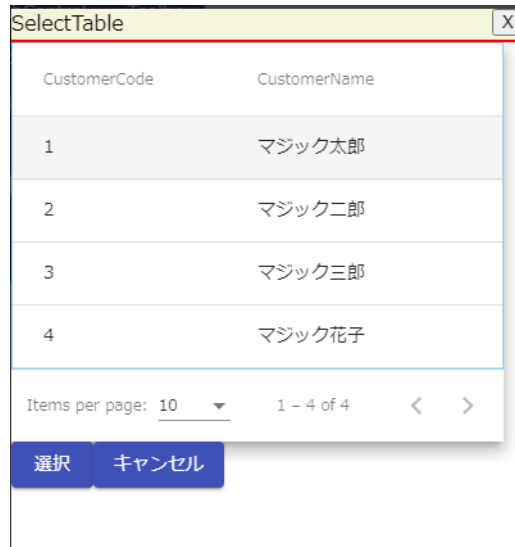 SelectTable X
CustomerCode CustomerName
1 マジック太郎
2 マジック二郎
3 マジック三郎
4 マジック花子
Items per page: 10 1 – 4 of 4
選択 キャンセル